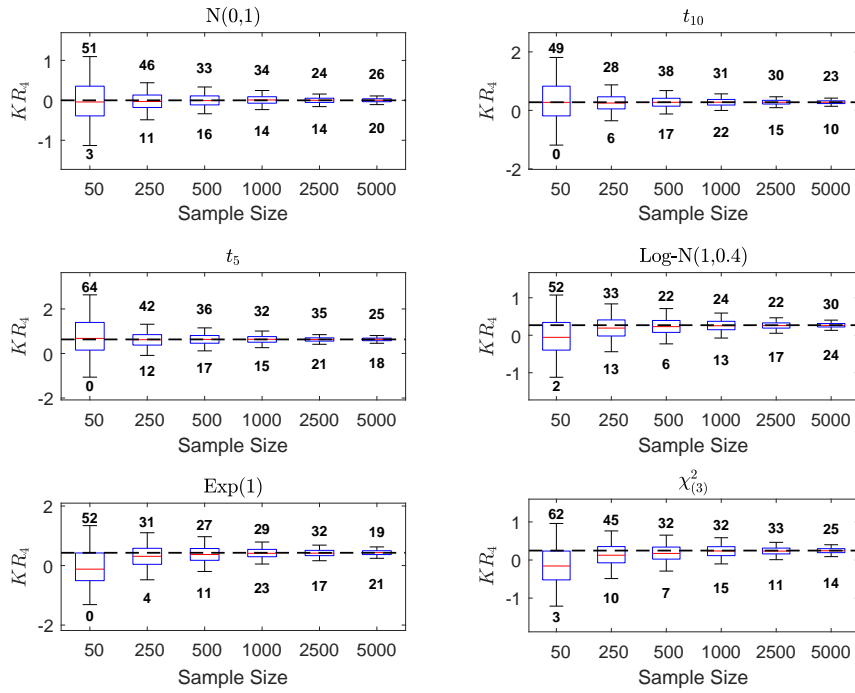 N(0,1)
KR₄
1
0
-1
51 46 33 34 24 26
3 11 16 14 14 20
50 250 500 1000 2500 5000
Sample Size
t₁₀
KR₄
2
0
-2
49 28 38 31 30 23
0 6 17 22 15 10
50 250 500 1000 2500 5000
Sample Size
t₅
KR₄
2
0
-2
64 42 36 32 35 25
0 12 17 15 21 18
50 250 500 1000 2500 5000
Sample Size
Log-N(1,0.4)
KR₄
1
0
-1
52 33 22 24 22 30
2 13 6 13 17 24
50 250 500 1000 2500 5000
Sample Size
Exp(1)
KR₄
2
0
-2
52 31 27 29 32 19
0 4 11 23 17 21
50 250 500 1000 2500 5000
Sample Size
χ²₍₃₎
KR₄
1
0
-1
62 45 32 32 33 25
3 10 7 15 11 14
50 250 500 1000 2500 5000
Sample Size